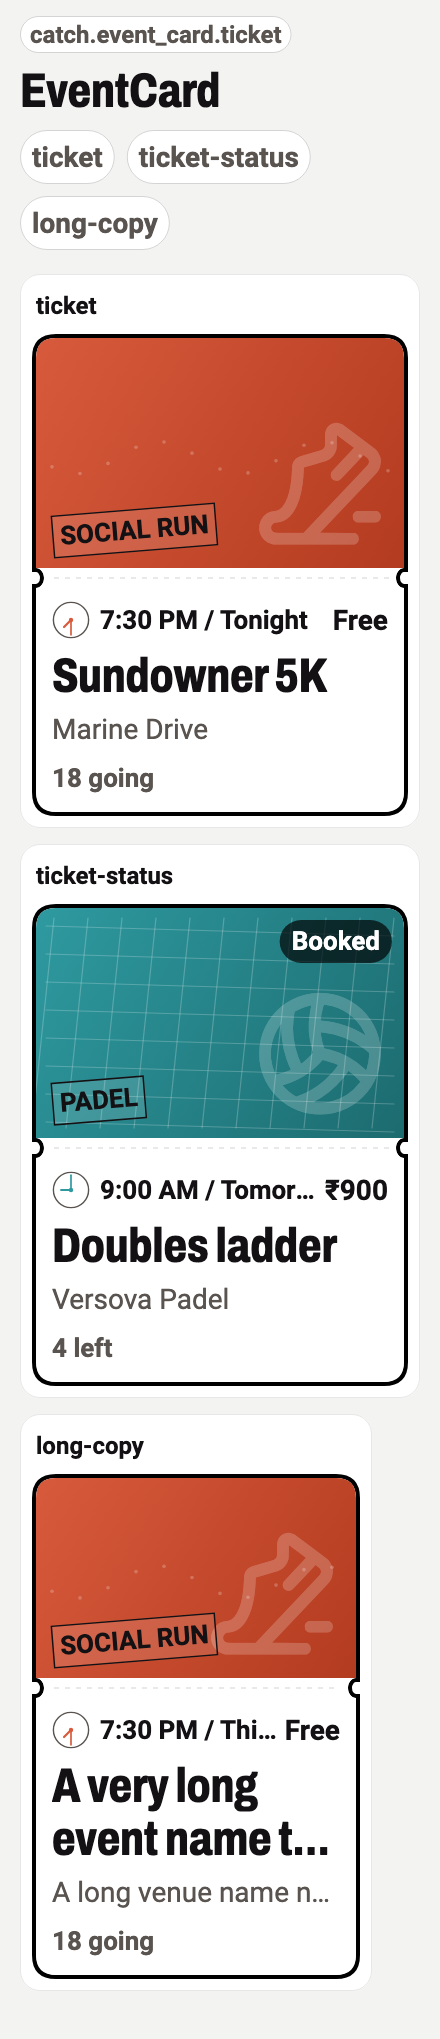 catch.event_card.ticket
EventCard
ticket ticket-status
long-copy
ticket
SOCIAL RUN
7:30 PM / Tonight Free
Sundowner 5K
Marine Drive
18 going
ticket-status
Booked
PADEL
9:00 AM / Tomor... ₹900
Doubles ladder
Versova Padel
4 left
long-copy
SOCIAL RUN
7:30 PM / Thi... Free
A very long
event name t...
A long venue name n...
18 going